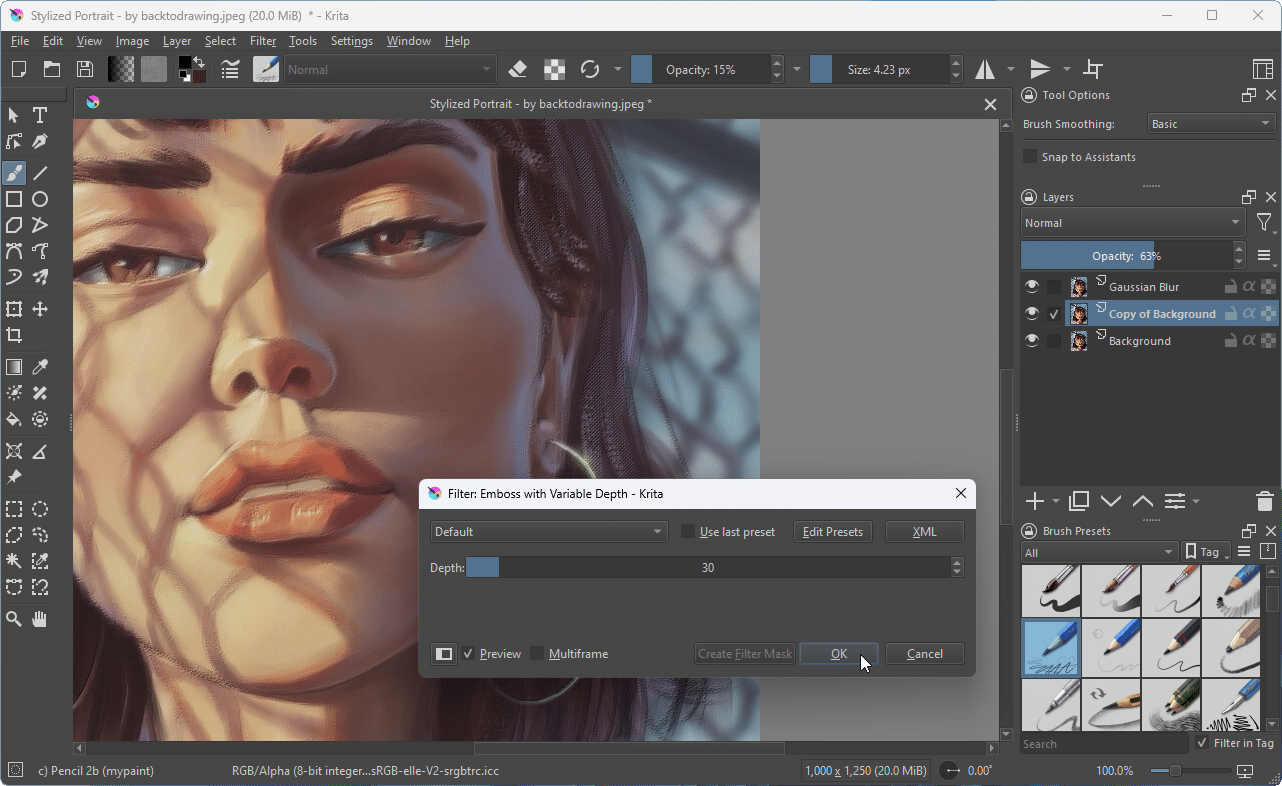 Stylized Portrait - by backtodrawing.jpeg (20.0 MiB)  * - Krita
File Edit View Image Layer Select Filter Tools Settings Window Help
Normal Opacity: 15% Size: 4.23 px
Stylized Portrait - by backtodrawing.jpeg *
Tool Options
Brush Smoothing: Basic
Snap to Assistants
Layers
Normal
Opacity: 63%
Gaussian Blur
Copy of Background
Background
Filter: Emboss with Variable Depth - Krita
Default Use last preset Edit Presets XML
Depth: 30
Preview Multiframe Create Filter Mask OK Cancel
Brush Presets
All Tag
Search Filter in Tag
c) Pencil 2b (mypaint) RGB/Alpha (8-bit integer...sRGB-elle-V2-srgbtrc.icc 1,000 x 1,250 (20.0 MiB) 0.00° 100.0%